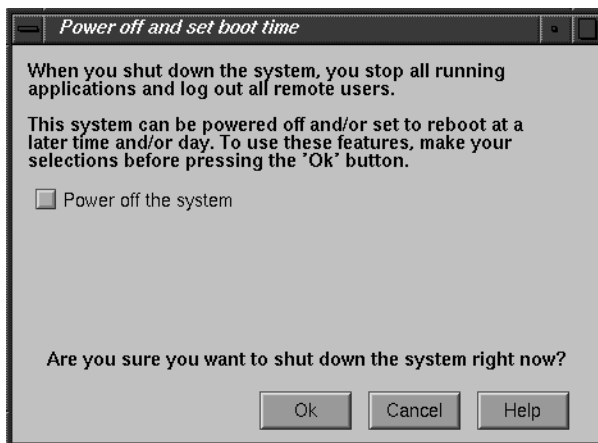 Power off and set boot time
When you shut down the system, you stop all running
applications and log out all remote users.
This system can be powered off and/or set to reboot at a
later time and/or day. To use these features, make your
selections before pressing the 'Ok' button.
Power off the system
Are you sure you want to shut down the system right now?
Ok Cancel Help